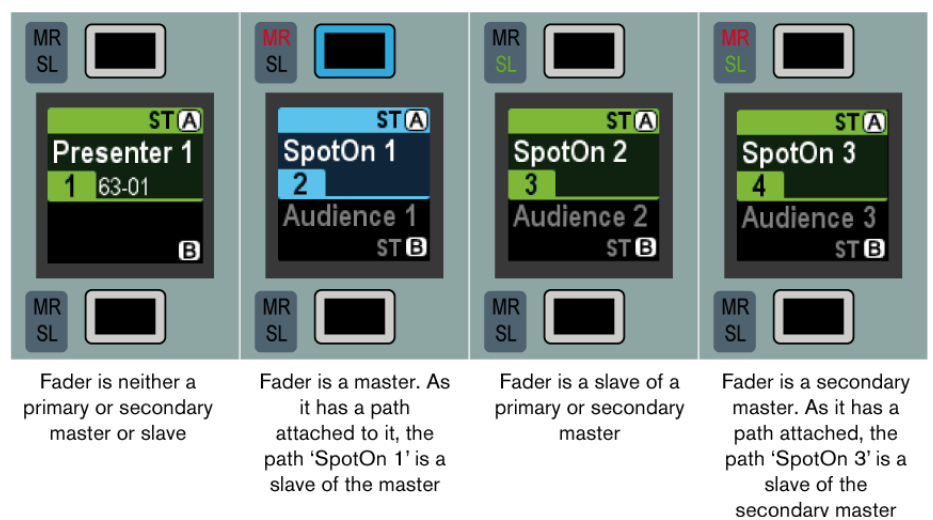 MR
SL
ST A
Presenter 1
1 63-01
B
MR
SL
Fader is neither a
primary or secondary
master or slave
MR
SL
ST A
SpotOn 1
2
Audience 1
ST B
MR
SL
Fader is a master. As
it has a path
attached to it, the
path ‘SpotOn 1’ is a
slave of the master
MR
SL
ST A
SpotOn 2
3
Audience 2
ST B
MR
SL
Fader is a slave of a
primary or secondary
master
MR
SL
ST A
SpotOn 3
4
Audience 3
ST B
MR
SL
Fader is a secondary
master. As it has a
path attached, the
path ‘SpotOn 3’ is a
slave of the
secondary master